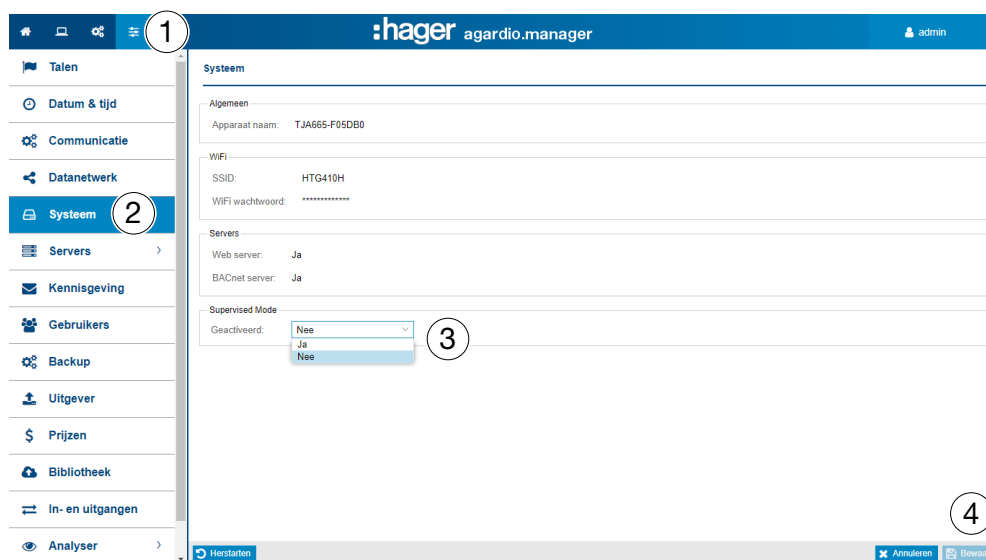 1
:hager agardio.manager
admin
Talen
Datum & tijd
Communicatie
Datanetwerk
Systeem
2
Servers
Kennisgeving
Gebruikers
Backup
Uitgever
Prijzen
Bibliotheek
In- en uitgangen
Analyser
Systeem
Algemeen
Apparaat naam: TJA665-F05DB0
WiFi
SSID: HTG410H
WiFi wachtwoord: *************
Servers
Web server: Ja
BACnet server: Ja
Supervised Mode
Geactiveerd: Nee
Ja
Nee
3
4
Herstarten
Annuleren
Bewaa